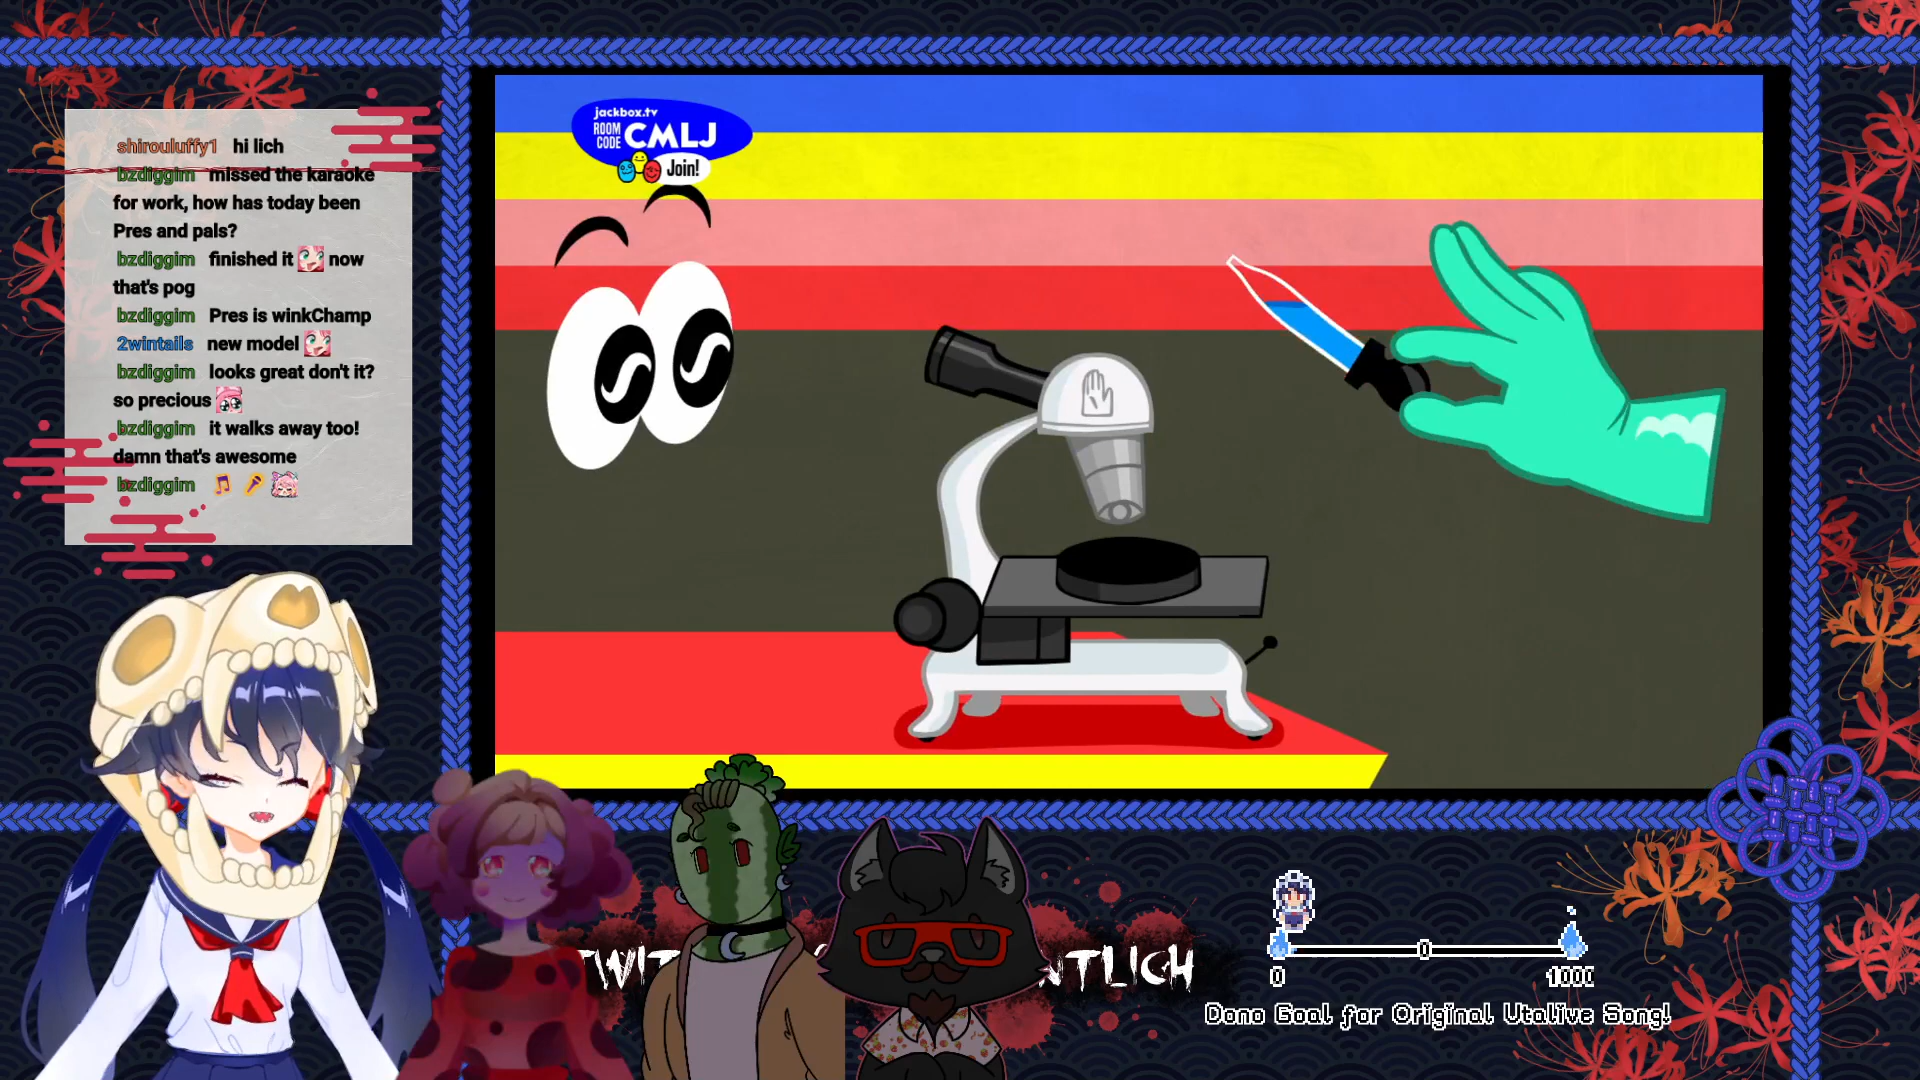 shirouluffy1 hi lich
bzdiggim missed the karaoke
for work, how has today been
Pres and pals?
bzdiggim finished it now
that's pog
bzdiggim Pres is winkChamp
2wintails new model
bzdiggim looks great don't it?
so precious
bzdiggim it walks away too!
damn that's awesome
bzdiggim
jackbox.tv
ROOM
CODE CMLJ
Join!
0
0 1000
Dono Goal for Original Utalive Song!